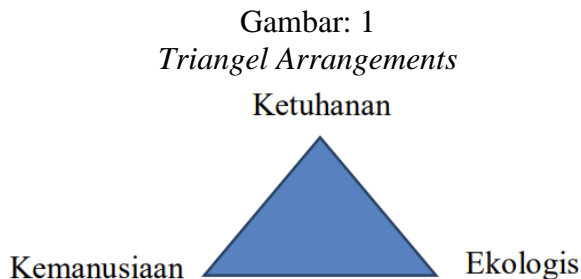 Gambar: 1
Triangel Arrangements
Ketuhanan
Kemanusiaan
Ekologis